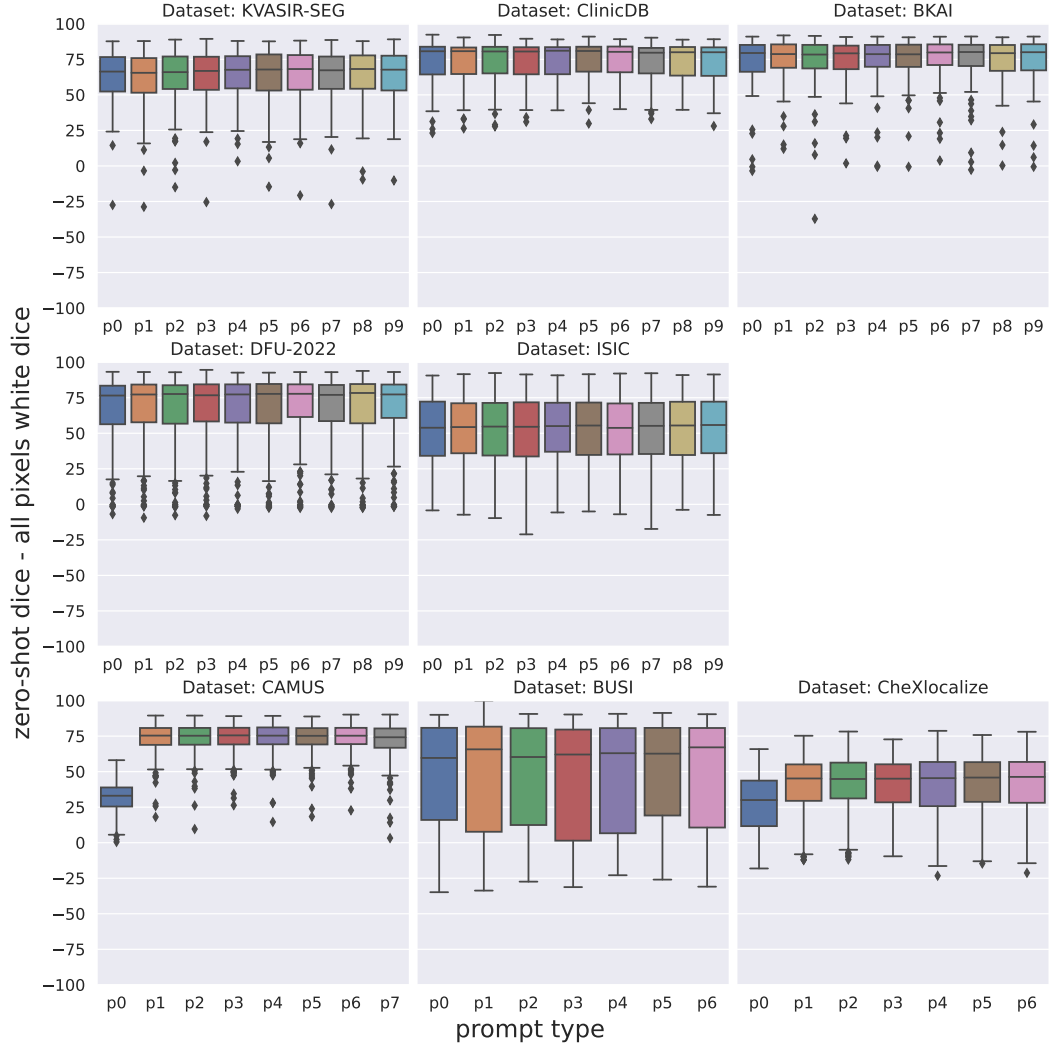 Dataset: KVASIR-SEG
Dataset: ClinicDB
Dataset: BKAI
100
75
50
25
0
−25
−50
−75
−100
p0 p1 p2 p3 p4 p5 p6 p7 p8 p9
p0 p1 p2 p3 p4 p5 p6 p7 p8 p9
p0 p1 p2 p3 p4 p5 p6 p7 p8 p9
Dataset: DFU-2022
Dataset: ISIC
100
75
50
25
0
−25
−50
−75
−100
p0 p1 p2 p3 p4 p5 p6 p7 p8 p9
p0 p1 p2 p3 p4 p5 p6 p7 p8 p9
zero-shot dice - all pixels white dice
Dataset: CAMUS
Dataset: BUSI
Dataset: CheXlocalize
100
75
50
25
0
−25
−50
−75
−100
p0 p1 p2 p3 p4 p5 p6 p7
p0 p1 p2 p3 p4 p5 p6
p0 p1 p2 p3 p4 p5 p6
prompt type